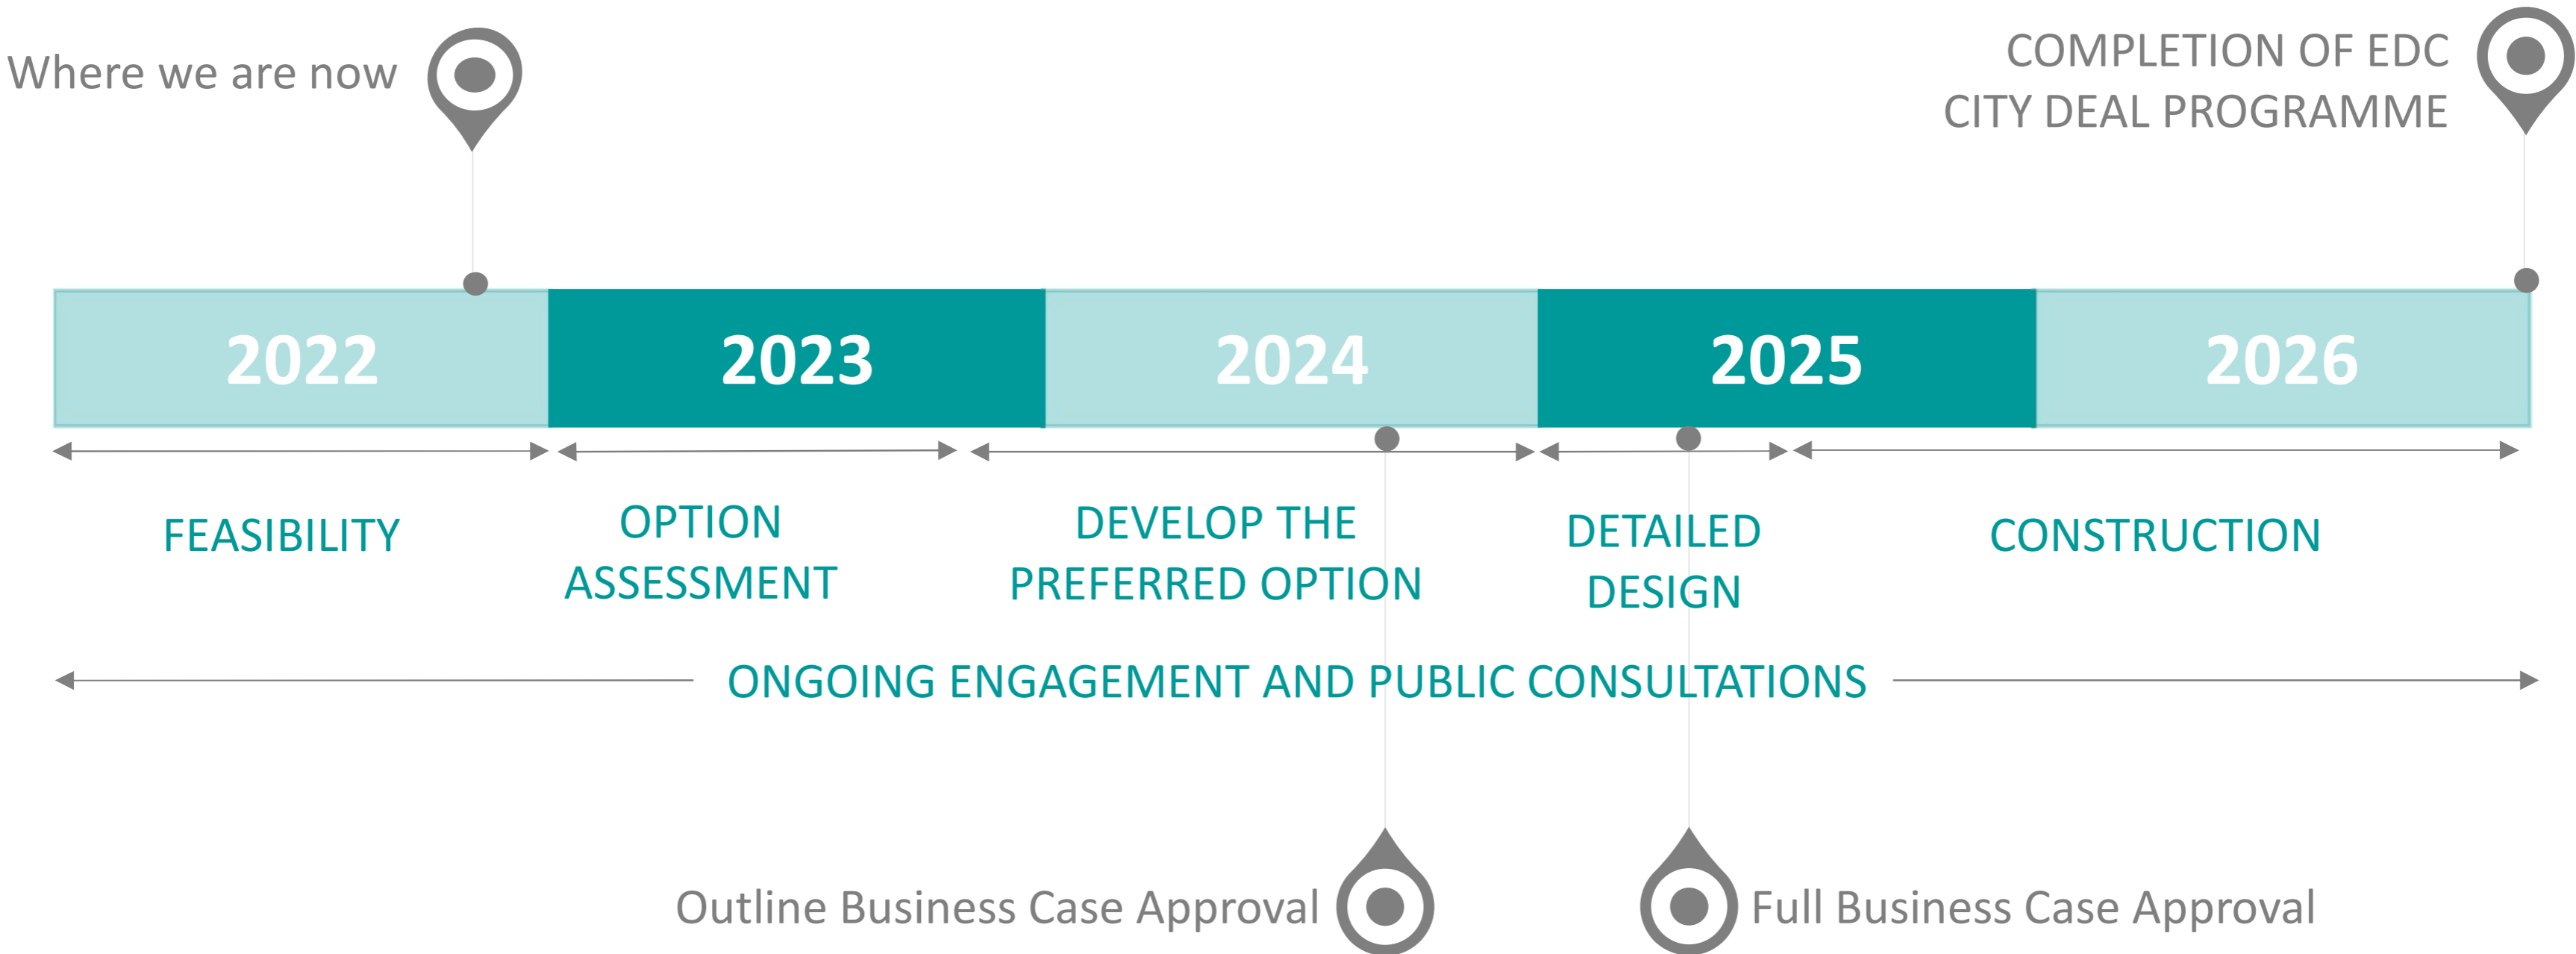 Where we are now
COMPLETION OF EDC
CITY DEAL PROGRAMME
2022
2023
2024
2025
2026
FEASIBILITY
OPTION
ASSESSMENT
DEVELOP THE
PREFERRED OPTION
DETAILED
DESIGN
CONSTRUCTION
ONGOING ENGAGEMENT AND PUBLIC CONSULTATIONS
Outline Business Case Approval
Full Business Case Approval